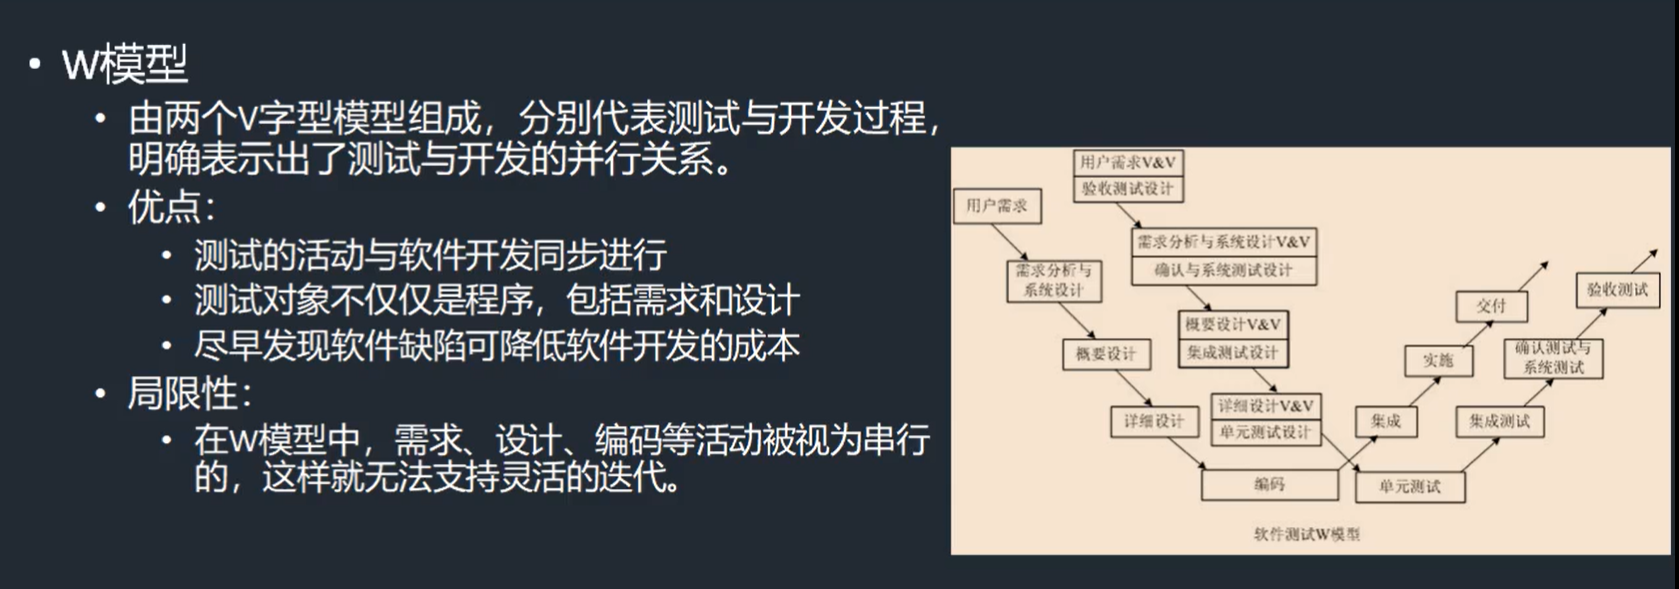 W模型
由两个V字型模型组成，分别代表测试与开发过程，
明确表示出了测试与开发的并行关系。
优点：
测试的活动与软件开发同步进行
测试对象不仅仅是程序，包括需求和设计
尽早发现软件缺陷可降低软件开发的成本
局限性：
在W模型中，需求、设计、编码等活动被视为串行
的，这样就无法支持灵活的迭代。
用户需求
需求分析与
系统设计
概要设计
详细设计
编码
集成
实施
交付
用户需求V&V
验收测试设计
需求分析与系统设计V&V
确认与系统测试设计
概要设计V&V
集成测试设计
详细设计V&V
单元测试设计
单元测试
集成测试
确认测试与
系统测试
验收测试
软件测试W模型